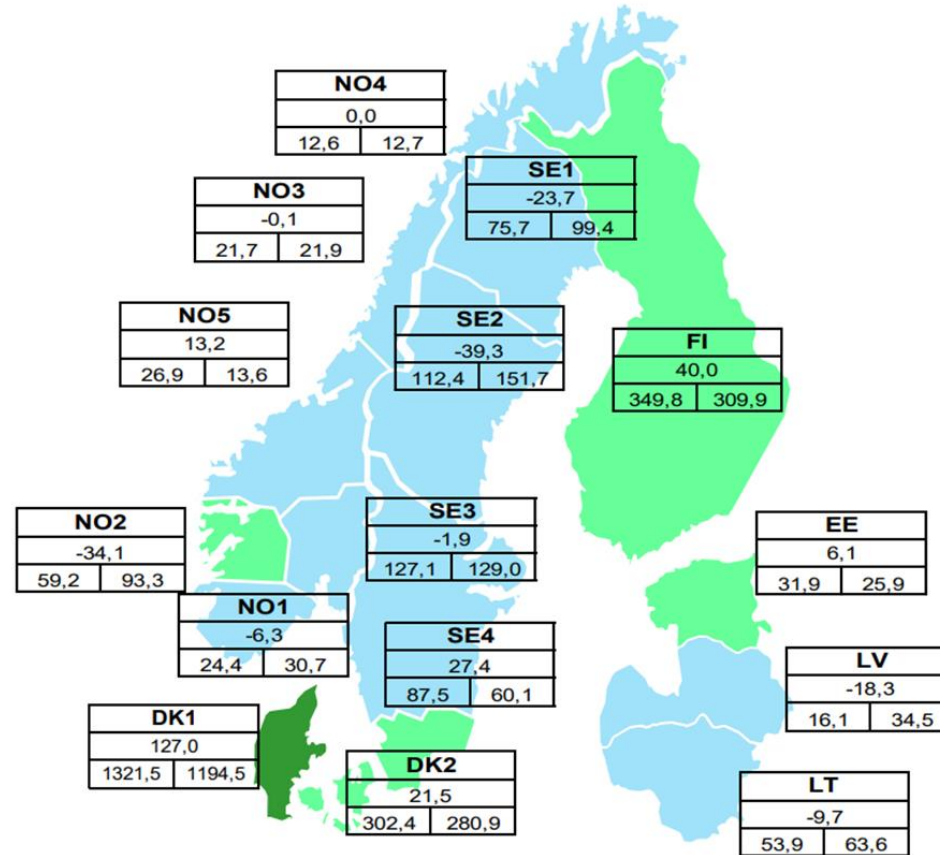 NO4
0,0
12,6 12,7
SE1
-23,7
75,7 99,4
NO3
-0,1
21,7 21,9
NO5
13,2
26,9 13,6
SE2
-39,3
112,4 151,7
FI
40,0
349,8 309,9
NO2
-34,1
59,2 93,3
SE3
-1,9
127,1 129,0
EE
6,1
31,9 25,9
NO1
-6,3
24,4 30,7
SE4
27,4
87,5 60,1
LV
-18,3
16,1 34,5
DK1
127,0
1321,5 1194,5
DK2
21,5
302,4 280,9
LT
-9,7
53,9 63,6